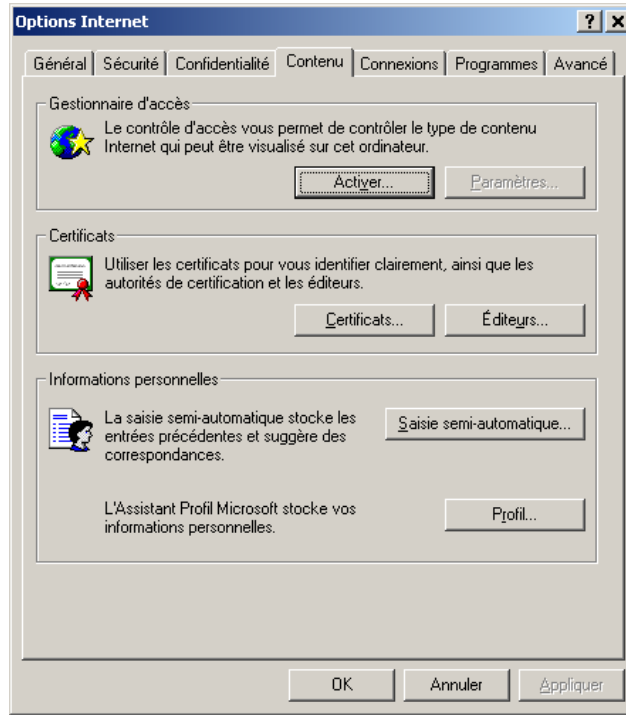 Options Internet
Général Sécurité Confidentialité Contenu Connexions Programmes Avancé
Gestionnaire d'accès
Le contrôle d'accès vous permet de contrôler le type de contenu
Internet qui peut être visualisé sur cet ordinateur.
Activer... Paramètres...
Certificats
Utiliser les certificats pour vous identifier clairement, ainsi que les
autorités de certification et les éditeurs.
Certificats... Éditeurs...
Informations personnelles
La saisie semi-automatique stocke les
entrées précédentes et suggère des
correspondances.
Saisie semi-automatique...
L'Assistant Profil Microsoft stocke vos
informations personnelles.
Profil...
OK Annuler Appliquer